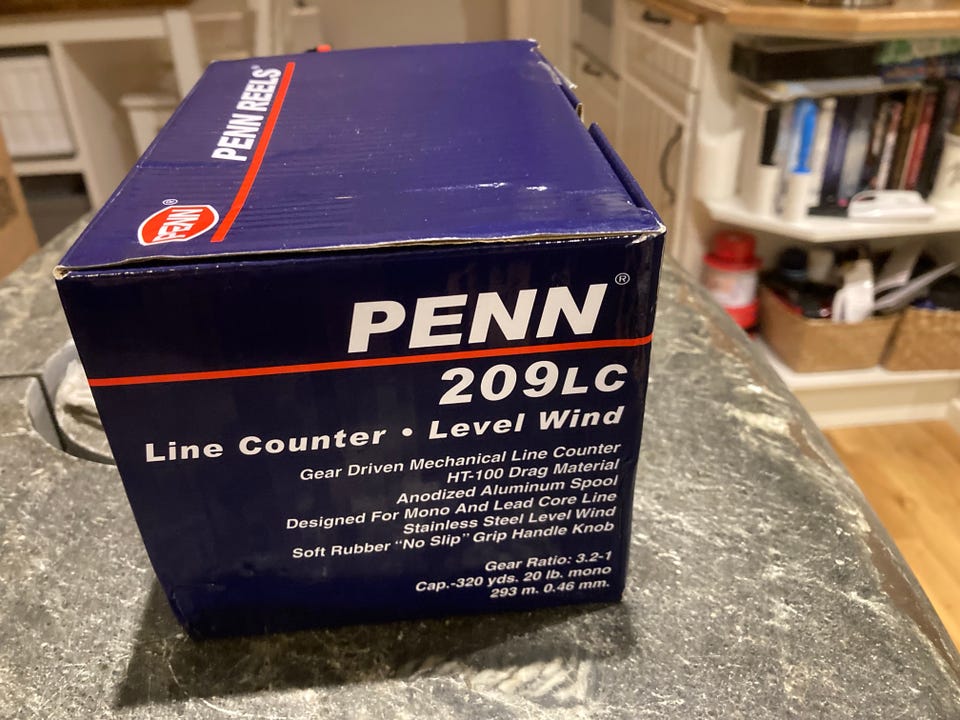 PENN REELS®
PENN®
PENN®
209LC
Line Counter • Level Wind
Gear Driven Mechanical Line Counter
HT-100 Drag Material
Anodized Aluminum Spool
Designed For Mono And Lead Core Line
Stainless Steel Level Wind
Soft Rubber “No Slip” Grip Handle Knob
Gear Ratio: 3.2-1
Cap.-320 yds. 20 lb. mono
293 m. 0.46 mm.